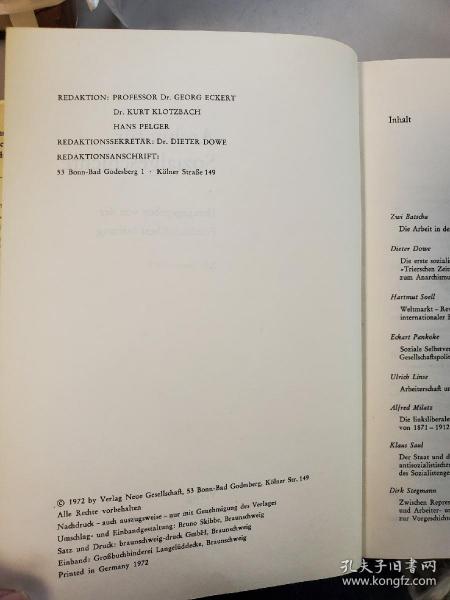 REDAKTION: PROFESSOR Dr. GEORG ECKERT
Dr. KURT KLOTZBACH
HANS PELGER
REDAKTIONSSEKRETÄR: Dr. DIETER DOWE
REDAKTIONSANSCHRIFT:
53 Bonn-Bad Godesberg 1 · Kölner Straße 149
© 1972 by Verlag Neue Gesellschaft, 53 Bonn-Bad Godesberg, Kölner Str. 149
Alle Rechte vorbehalten
Nachdruck – auch auszugsweise – nur mit Genehmigung des Verlages
Umschlag- und Einbandgestaltung: Bruno Skibbe, Braunschweig
Satz und Druck: braunschweig-druck GmbH, Braunschweig
Einband: Großbuchbinderei Langelüddecke, Braunschweig
Printed in Germany 1972
Inhalt
Zwi Batscha
Die Arbeit in de
Dieter Dowe
Die erste soziali
»Trierschen Zeit
zum Anarchismu
Hartmut Soell
Weltmarkt – Rev
internationaler
Eckart Pankoke
Soziale Selbstver
Gesellschaftspoli
Ulrich Linse
Arbeiterschaft u
Alfred Milatz
Die linksliberale
von 1871–1912
Klaus Saul
Der Staat und d
antisozialistische
des Sozialistenge
Dirk Stegmann
Zwischen Repres
und Arbeiter- u
zur Vorgeschich
孔夫子旧书网
www.kongfz.com